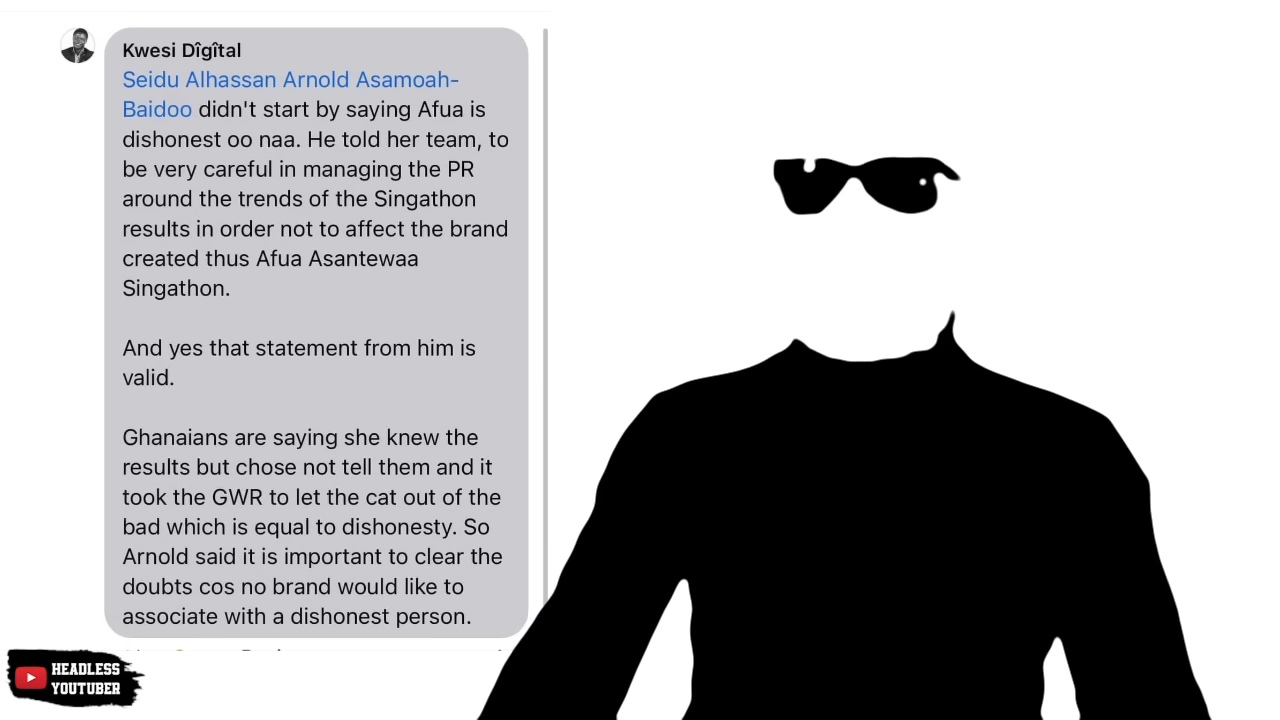 Kwesi Dîgîtal
Seidu Alhassan Arnold Asamoah-
Baidoo didn't start by saying Afua is
dishonest oo naa. He told her team, to
be very careful in managing the PR
around the trends of the Singathon
results in order not to affect the brand
created thus Afua Asantewaa
Singathon.
And yes that statement from him is
valid.
Ghanaians are saying she knew the
results but chose not tell them and it
took the GWR to let the cat out of the
bad which is equal to dishonesty. So
Arnold said it is important to clear the
doubts cos no brand would like to
associate with a dishonest person.
HEADLESS
YOUTUBER